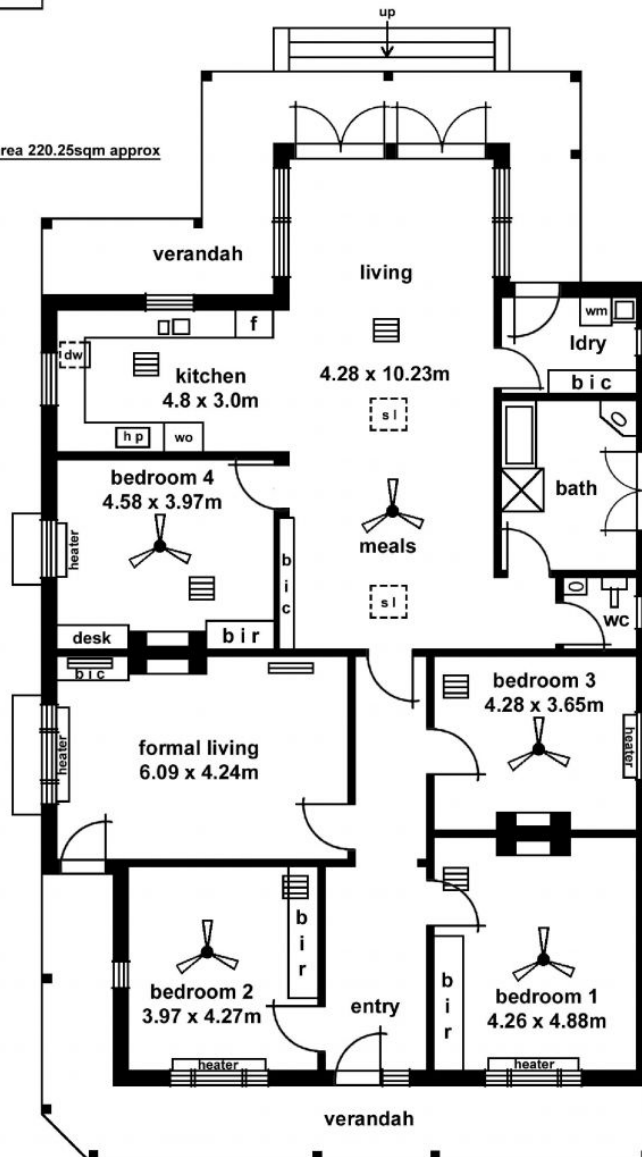 up
rea 220.25sqm approx
verandah
living
wm
ldry
f
dw
kitchen
4.8 x 3.0m
4.28 x 10.23m
b i c
s l
h p
wo
bedroom 4
4.58 x 3.97m
bath
heater
meals
b
i
c
s l
wc
desk
b i r
b i c
bedroom 3
4.28 x 3.65m
heater
formal living
6.09 x 4.24m
heater
b
i
r
bedroom 2
3.97 x 4.27m
entry
b
i
r
bedroom 1
4.26 x 4.88m
heater
heater
verandah